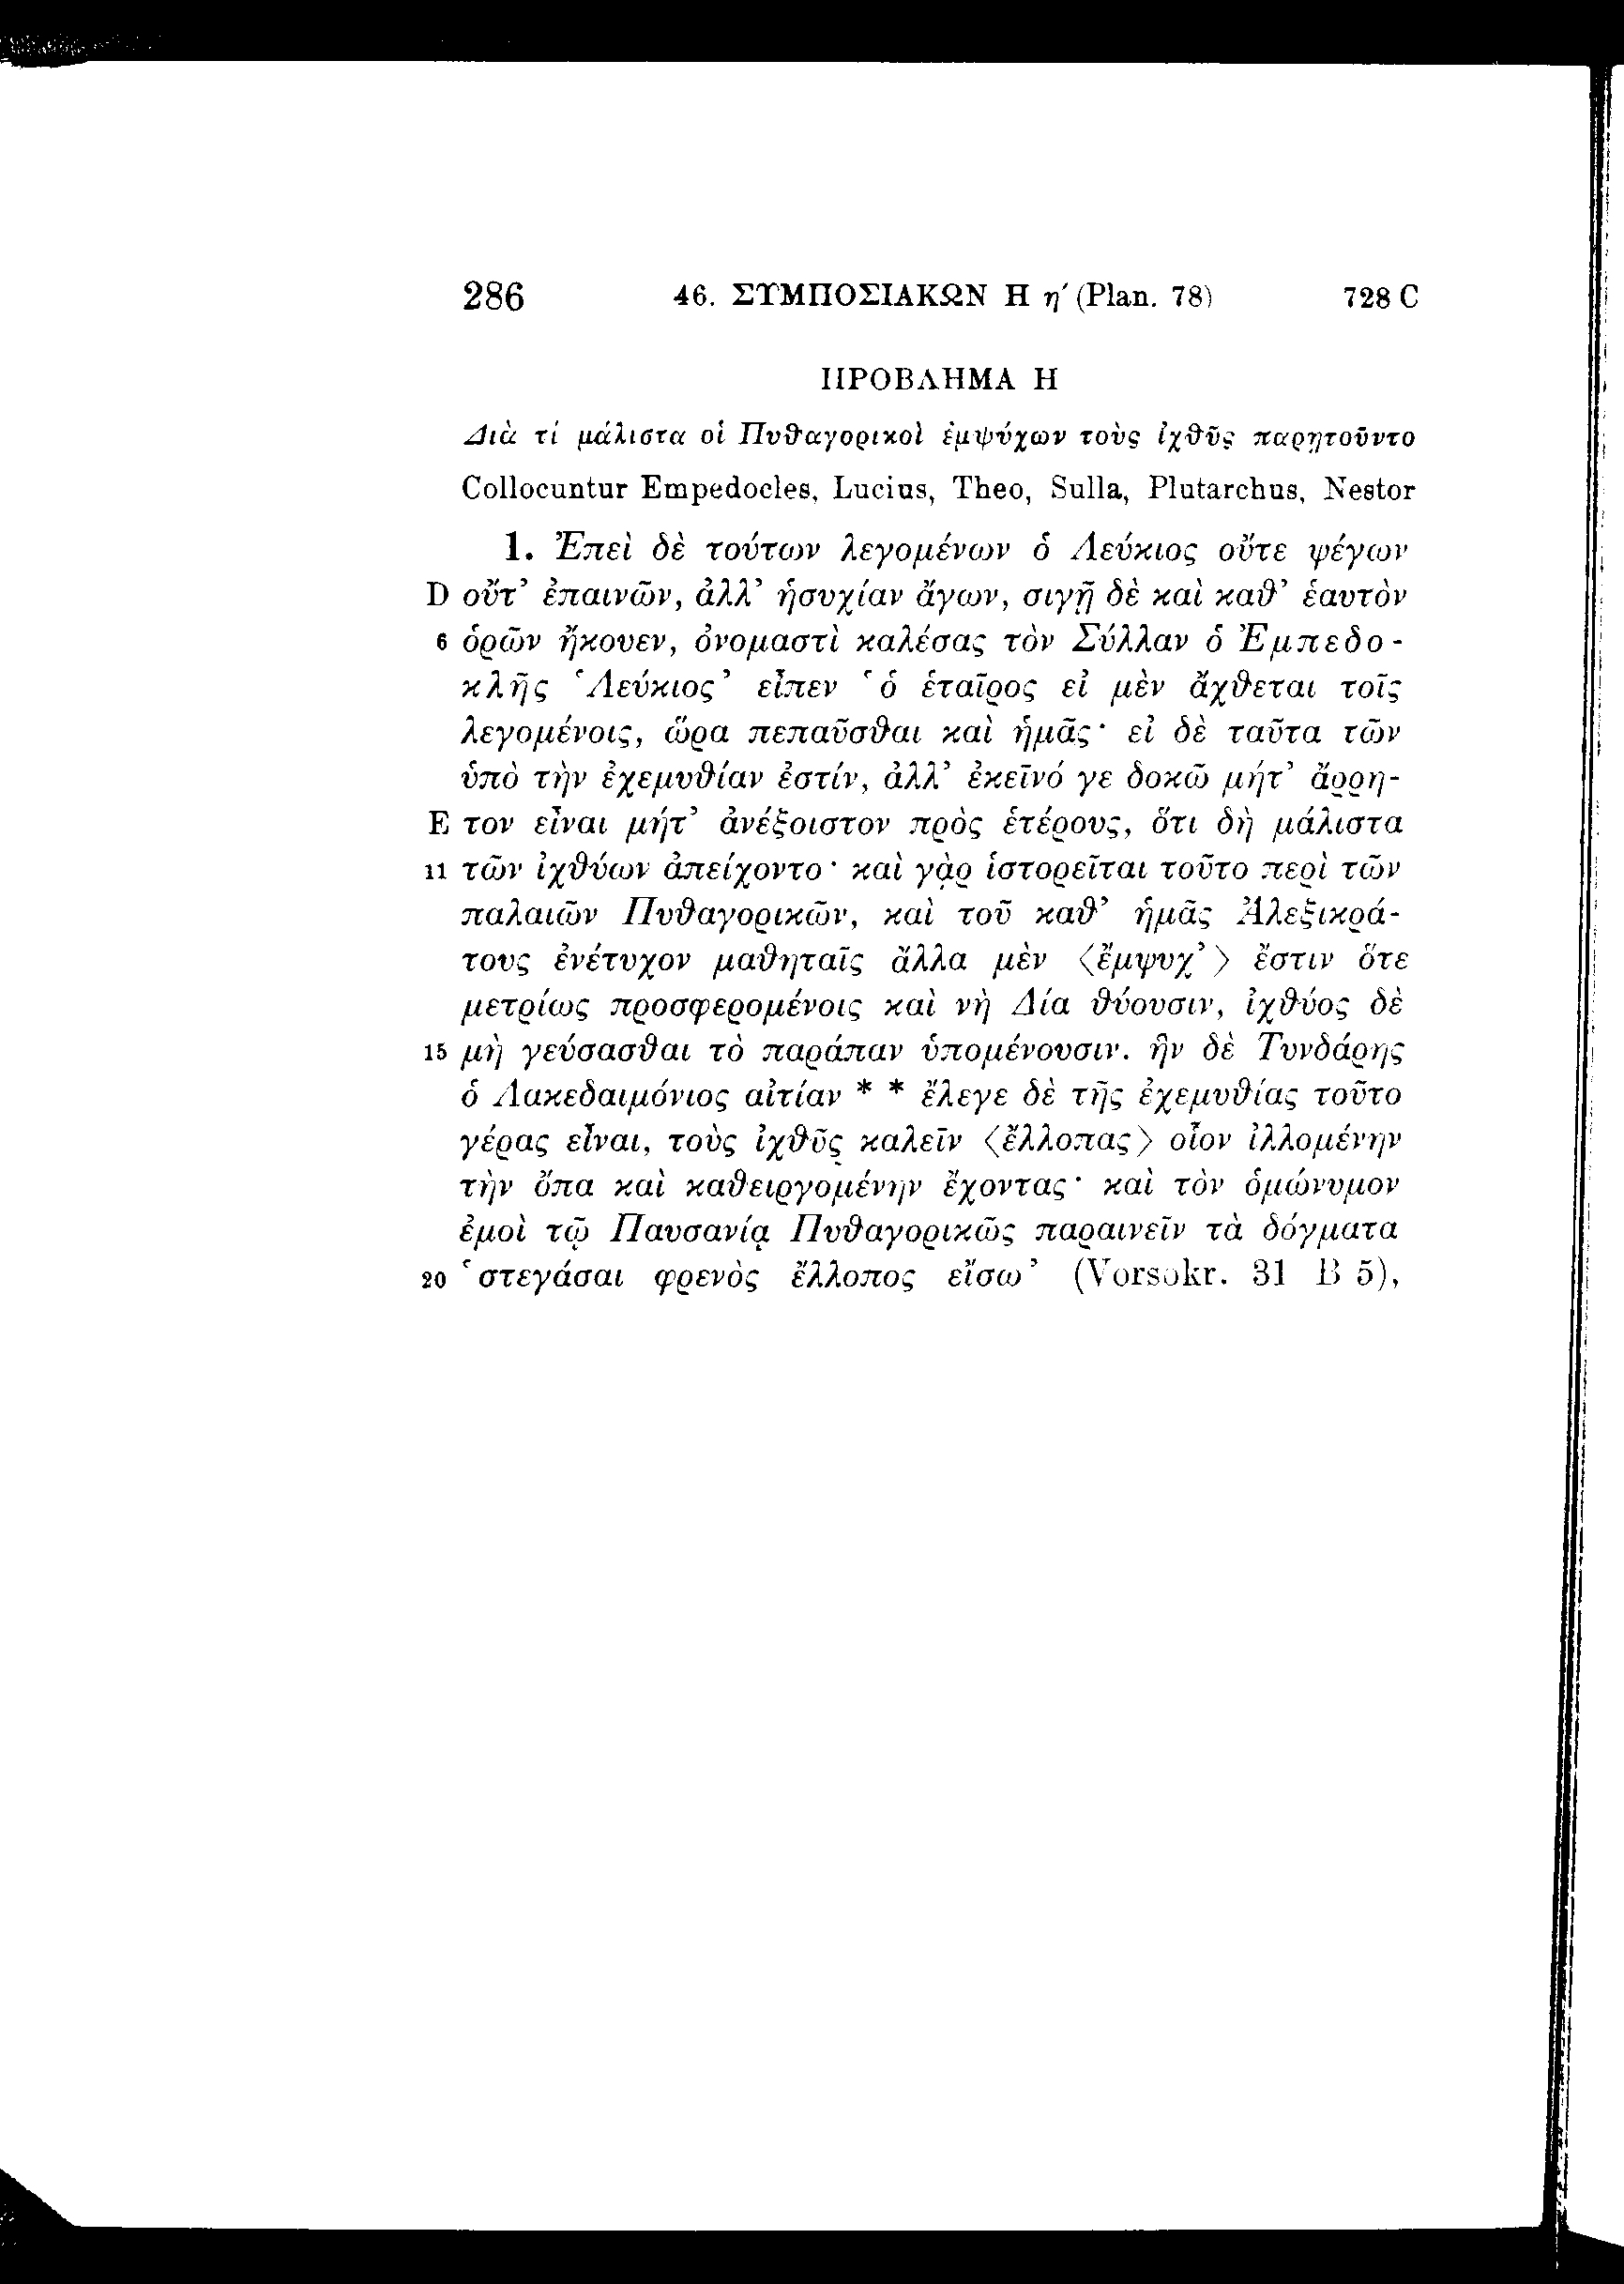 286 46. ΣΥΜΠΟΣΙΑΚΩΝ Η η′ (Plan. 78) 728 C
ΠΡΟΒΛΗΜΑ Η
Διὰ τί μάλιστα οἱ Πυθαγορικοὶ ἐμψύχων τοὺς ἰχθῦς παρῃτοῦντο
Collocuntur Empedocles, Lucius, Theo, Sulla, Plutarchus, Nestor
1. Ἐπεὶ δὲ τούτων λεγομένων ὁ Λεύκιος οὔτε ψέγων
D οὔτ’ ἐπαινῶν, ἀλλ’ ἡσυχίαν ἄγων, σιγῇ δὲ καὶ καθ’ ἑαυτὸν
6 ὁρῶν ἤκουεν, ὀνομαστὶ καλέσας τὸν Σύλλαν ὁ Ἐμπεδο-
κλῆς ‘Λεύκιος’ εἶπεν ‘ὁ ἑταῖρος εἰ μὲν ἄχθεται τοῖς
λεγομένοις, ὥρα πεπαῦσθαι καὶ ἡμᾶς· εἰ δὲ ταῦτα τῶν
ὑπὸ τὴν ἐχεμυθίαν ἐστίν, ἀλλ’ ἐκεῖνό γε δοκῶ μήτ’ ἄρρη-
E τον εἶναι μήτ’ ἀνέξοιστον πρὸς ἑτέρους, ὅτι δὴ μάλιστα
11 τῶν ἰχθύων ἀπείχοντο· καὶ γὰρ ἱστορεῖται τοῦτο περὶ τῶν
παλαιῶν Πυθαγορικῶν, καὶ τοῦ καθ’ ἡμᾶς Ἀλεξικρά-
τους ἐνέτυχον μαθηταῖς ἄλλα μὲν ⟨ἔμψυχ’⟩ ἔστιν ὅτε
μετρίως προσφερομένοις καὶ νὴ Δία θύουσιν, ἰχθύος δὲ
15 μὴ γεύσασθαι τὸ παράπαν ὑπομένουσιν. ἣν δὲ Τυνδάρης
ὁ Λακεδαιμόνιος αἰτίαν * * ἔλεγε δὲ τῆς ἐχεμυθίας τοῦτο
γέρας εἶναι, τοὺς ἰχθῦς καλεῖν ⟨ἔλλοπας⟩ οἷον ἰλλομένην
τὴν ὄπα καὶ καθειργομένην ἔχοντας· καὶ τὸν ὁμώνυμον
ἐμοὶ τῷ Παυσανίᾳ Πυθαγορικῶς παραινεῖν τὰ δόγματα
20 ‘στεγάσαι φρενὸς ἔλλοπος εἴσω’ (Vorsokr. 31 B 5),